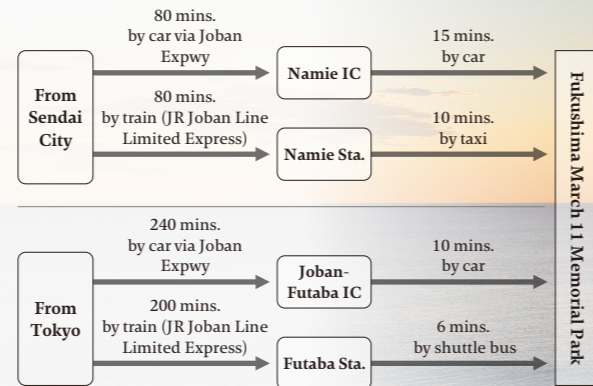 From
Sendai
City
80 mins.
by car via Joban
Expwy
Namie IC
15 mins.
by car
80 mins.
by train (JR Joban Line
Limited Express)
Namie Sta.
10 mins.
by taxi
From
Tokyo
240 mins.
by car via Joban
Expwy
Joban-
Futaba IC
10 mins.
by car
200 mins.
by train (JR Joban Line
Limited Express)
Futaba Sta.
6 mins.
by shuttle bus
Fukushima March 11 Memorial Park